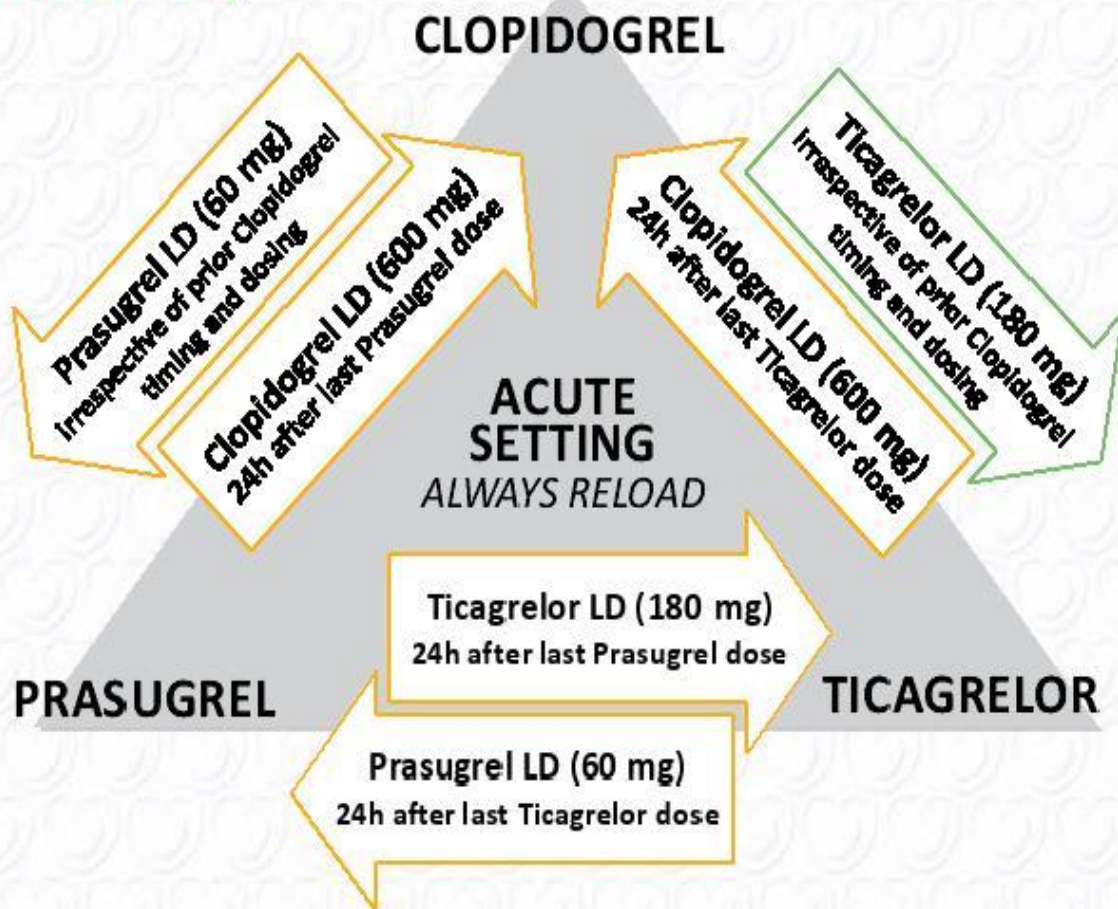 CLOPIDOGREL
Prasugrel LD (60 mg)
irrespective of prior Clopidogrel
timing and dosing
Clopidogrel LD (600 mg)
24h after last Prasugrel dose
Ticagrelor LD (180 mg)
irrespective of prior Clopidogrel
timing and dosing
Clopidogrel LD (600 mg)
24h after last Ticagrelor dose
ACUTE
SETTING
ALWAYS RELOAD
Ticagrelor LD (180 mg)
24h after last Prasugrel dose
PRASUGREL
TICAGRELOR
Prasugrel LD (60 mg)
24h after last Ticagrelor dose